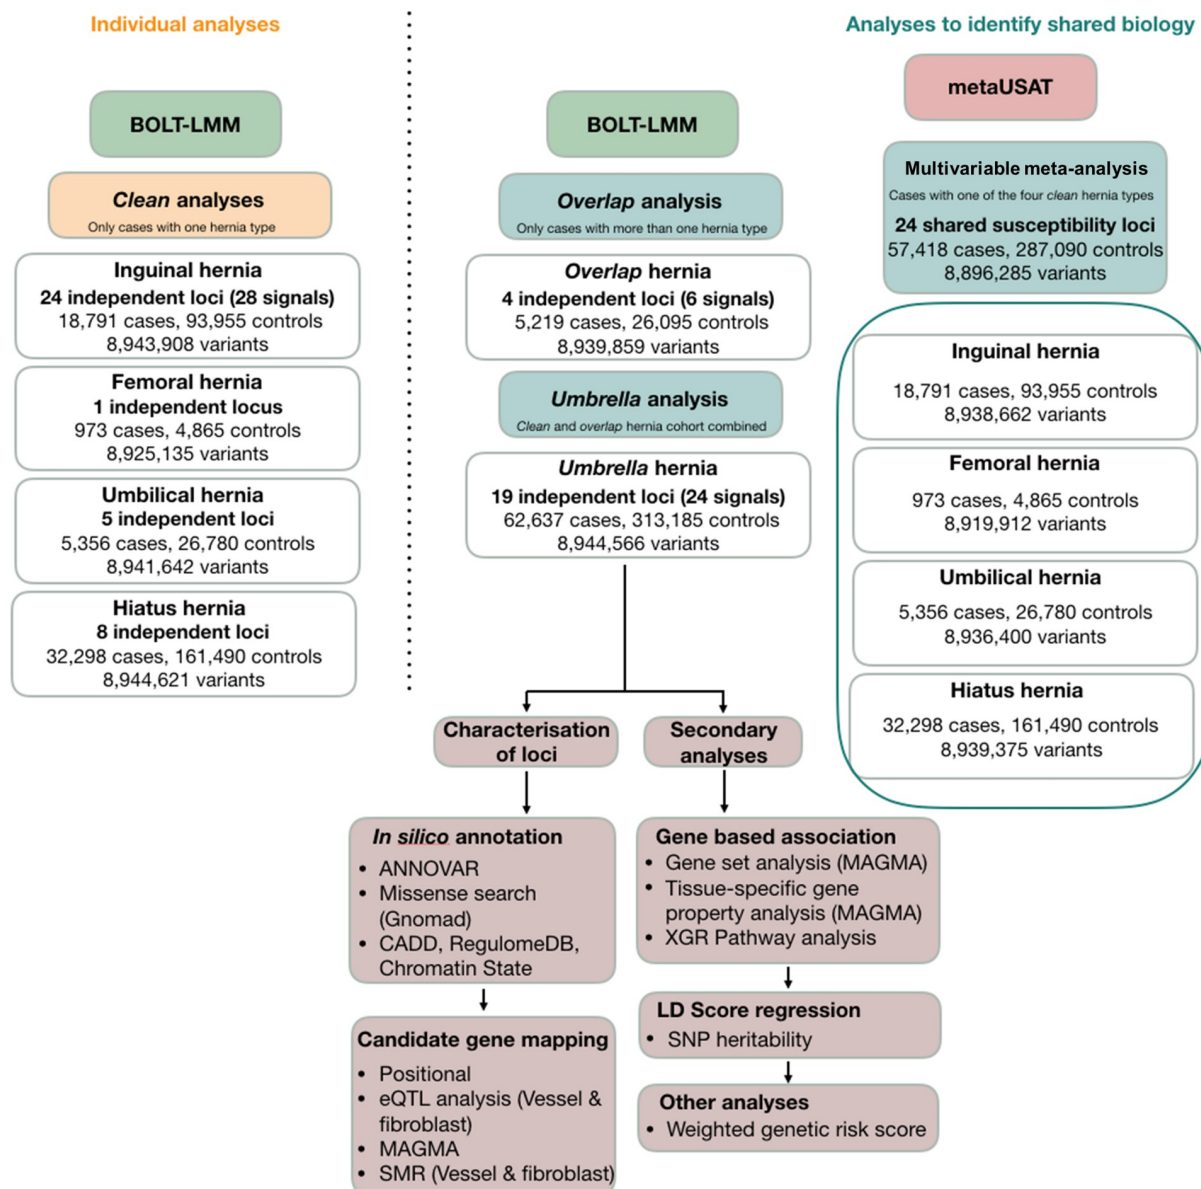 Individual analyses
BOLT-LMM
Clean analyses
Only cases with one hernia type
Inguinal hernia
24 independent loci (28 signals)
18,791 cases, 93,955 controls
8,943,908 variants
Femoral hernia
1 independent locus
973 cases, 4,865 controls
8,925,135 variants
Umbilical hernia
5 independent loci
5,356 cases, 26,780 controls
8,941,642 variants
Hiatus hernia
8 independent loci
32,298 cases, 161,490 controls
8,944,621 variants
Analyses to identify shared biology
BOLT-LMM
Overlap analysis
Only cases with more than one hernia type
Overlap hernia
4 independent loci (6 signals)
5,219 cases, 26,095 controls
8,939,859 variants
Umbrella analysis
Clean and overlap hernia cohort combined
Umbrella hernia
19 independent loci (24 signals)
62,637 cases, 313,185 controls
8,944,566 variants
metaUSAT
Multivariable meta-analysis
Cases with one of the four clean hernia types
24 shared susceptibility loci
57,418 cases, 287,090 controls
8,896,285 variants
Inguinal hernia
18,791 cases, 93,955 controls
8,938,662 variants
Femoral hernia
973 cases, 4,865 controls
8,919,912 variants
Umbilical hernia
5,356 cases, 26,780 controls
8,936,400 variants
Hiatus hernia
32,298 cases, 161,490 controls
8,939,375 variants
Characterisation
of loci
In silico annotation
• ANNOVAR
• Missense search
(Gnomad)
• CADD, RegulomeDB,
Chromatin State
Candidate gene mapping
• Positional
• eQTL analysis (Vessel &
fibroblast)
• MAGMA
• SMR (Vessel & fibroblast)
Secondary
analyses
Gene based association
• Gene set analysis (MAGMA)
• Tissue-specific gene
property analysis (MAGMA)
• XGR Pathway analysis
LD Score regression
• SNP heritability
Other analyses
• Weighted genetic risk score